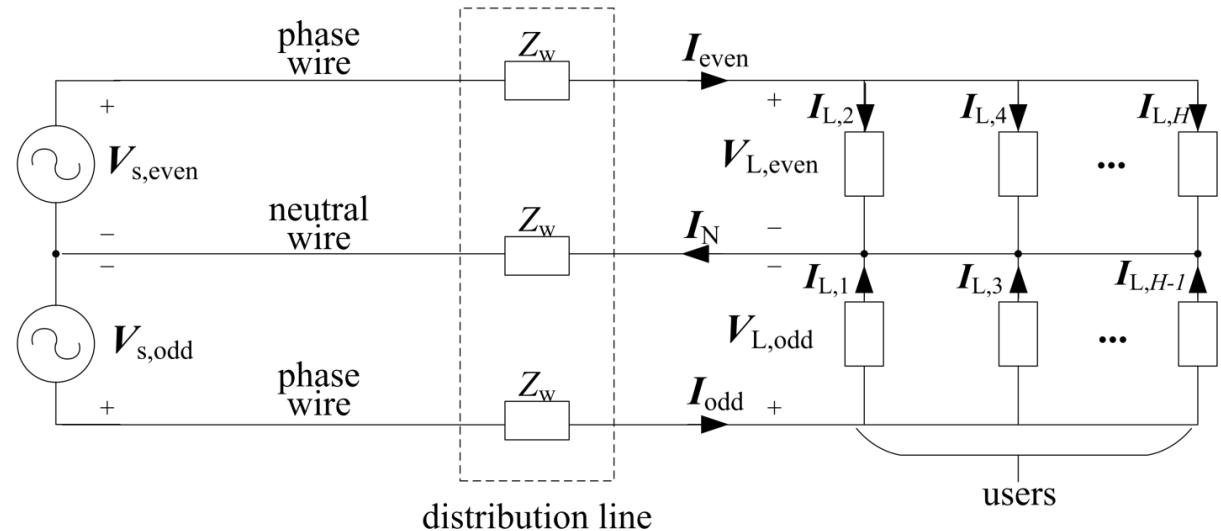 phase
wire
Z_w
I_even
+
+
I_L,2
I_L,4
I_L,H
V_s,even
V_L,even
...
neutral
wire
Z_w
I_N
−
−
−
−
I_L,1
I_L,3
I_L,H-1
V_s,odd
V_L,odd
...
phase
wire
Z_w
I_odd
+
+
users
distribution line